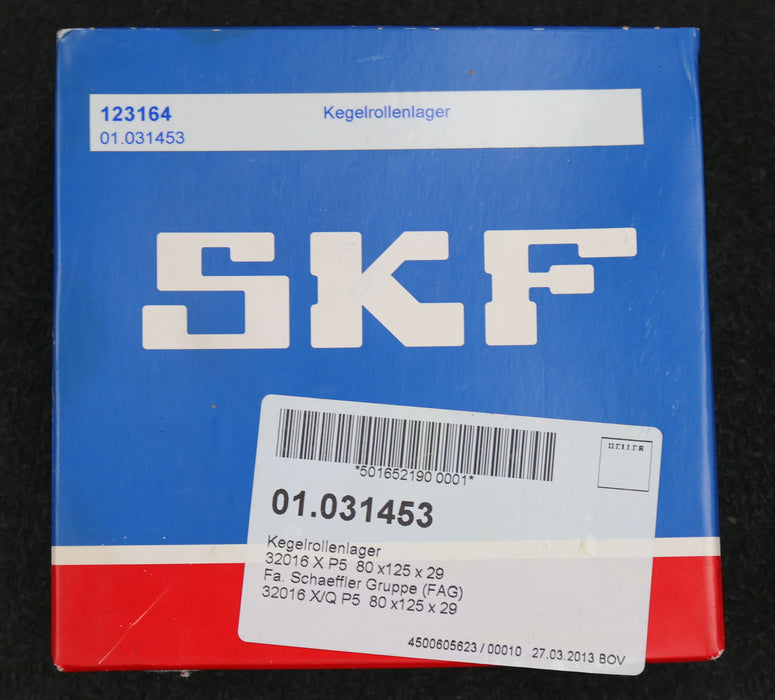 123164 Kegelrollenlager
01.031453
SKF
*501652190 0001*
HELLER
01.031453
Kegelrollenlager
32016 X P5 80 x125 x 29
Fa. Schaeffler Gruppe (FAG)
32016 X/Q P5 80 x125 x 29
4500605623 / 00010 27.03.2013 BOV